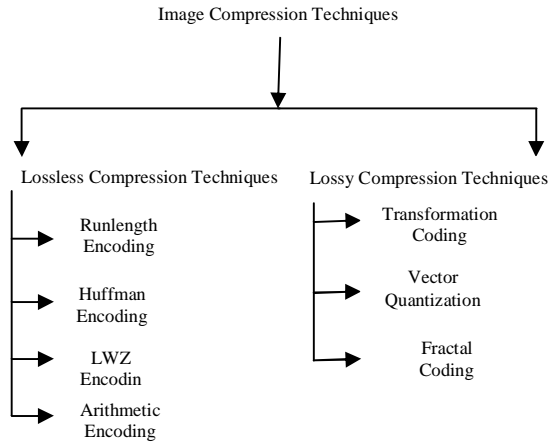 Image Compression Techniques
Lossless Compression Techniques
Runlength
Encoding
Huffman
Encoding
LWZ
Encodin
Arithmetic
Encoding
Lossy Compression Techniques
Transformation
Coding
Vector
Quantization
Fractal
Coding